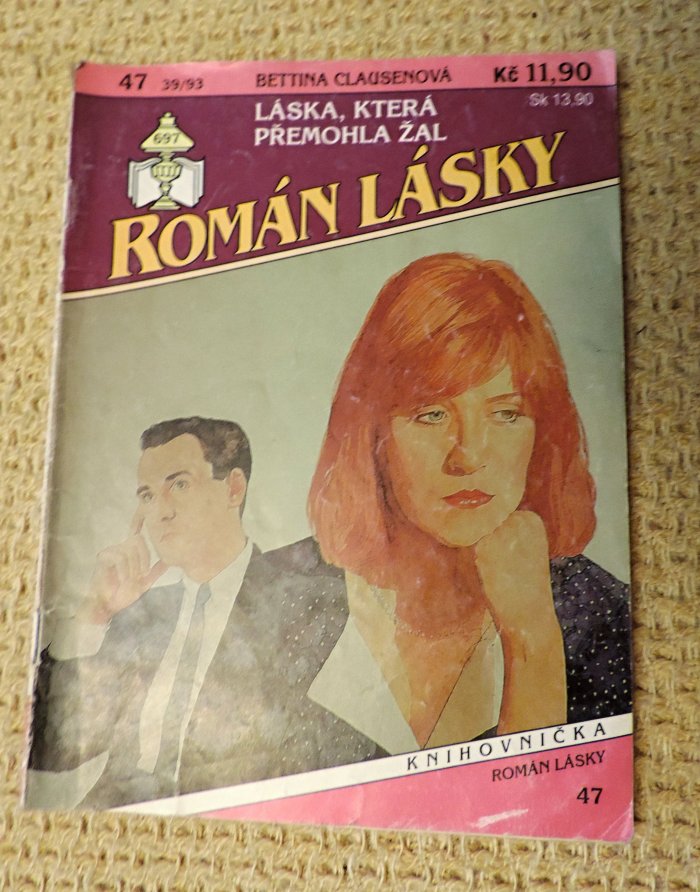 47 39/93 BETTINA CLAUSENOVÁ Kč 11,90
Sk 13,90
LÁSKA, KTERÁ
PŘEMOHLA ŽAL
697
ROMÁN LÁSKY
KNIHOVNIČKA
ROMÁN LÁSKY
47